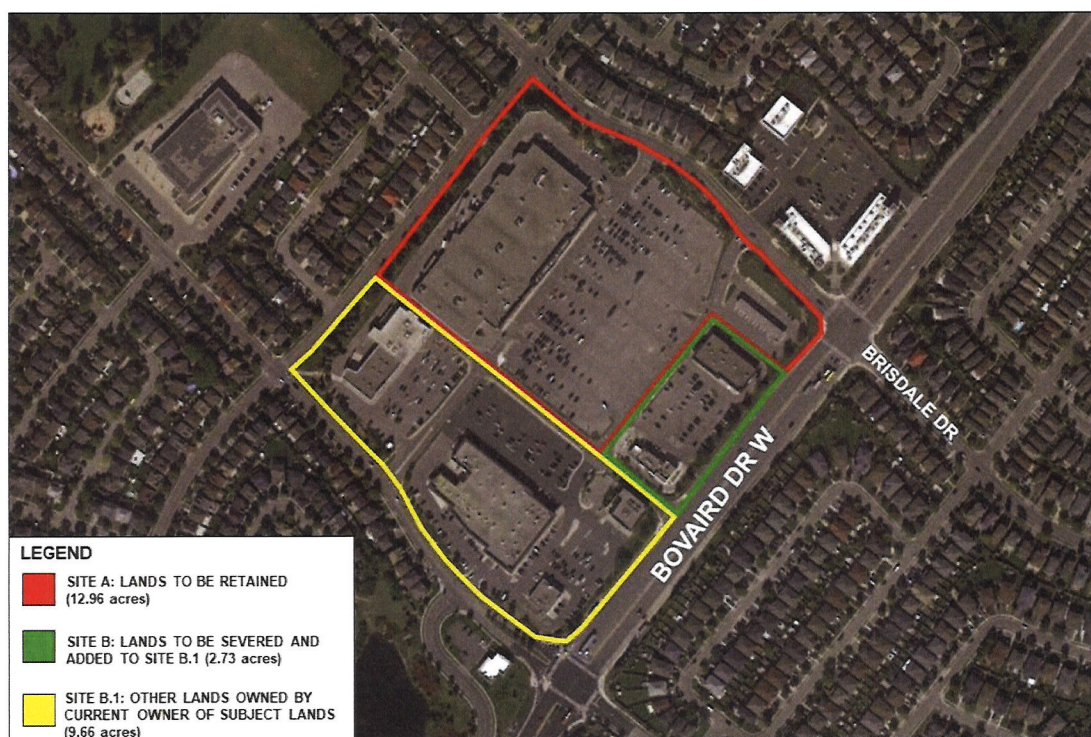 BRISDALE DR
BOVAIRD DR W
LEGEND
SITE A: LANDS TO BE RETAINED
(12.96 acres)
SITE B: LANDS TO BE SEVERED AND
ADDED TO SITE B.1 (2.73 acres)
SITE B.1: OTHER LANDS OWNED BY
CURRENT OWNER OF SUBJECT LANDS
(9.66 acres)